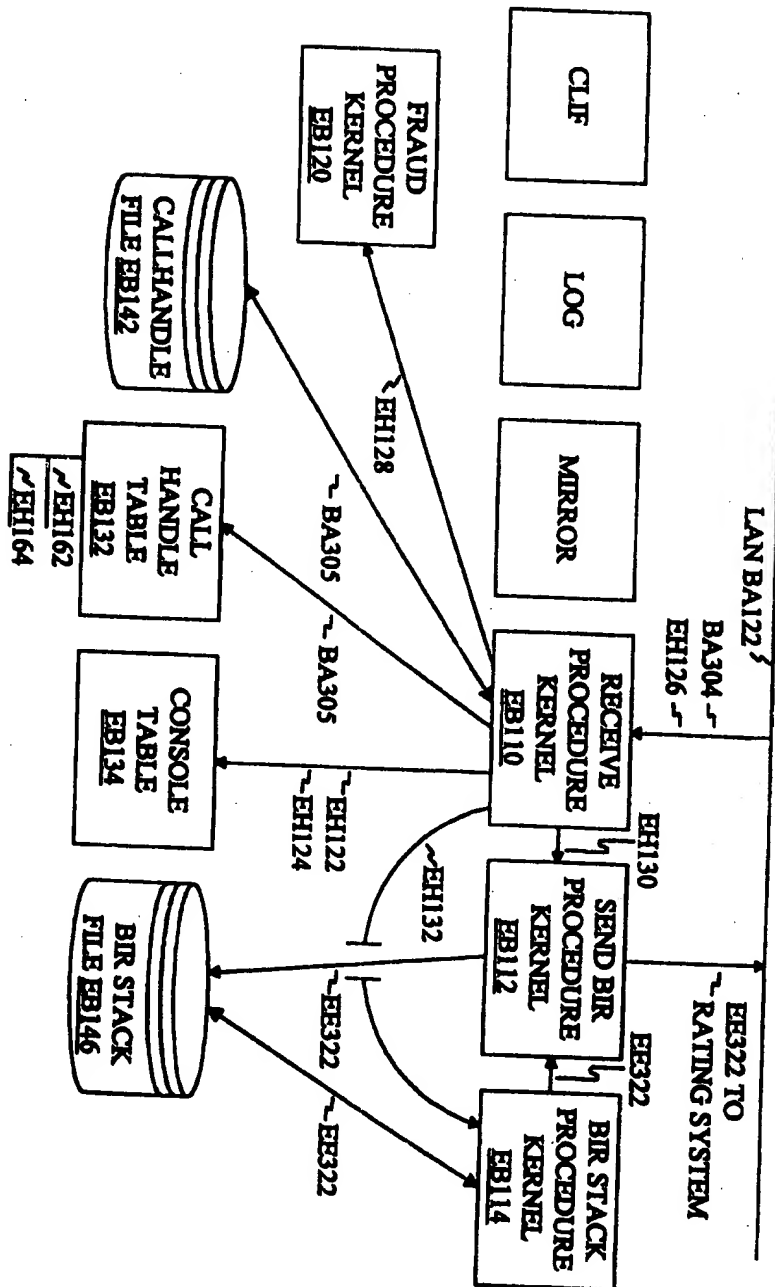 LAN BA122
BA304
EH126
EE322 TO
RATING SYSTEM
CLIF
LOG
MIRROR
RECEIVE
PROCEDURE
KERNEL
EB110
EH130
SEND BIR
PROCEDURE
KERNEL
EB112
EE322
BIR STACK
PROCEDURE
KERNEL
EB114
FRAUD
PROCEDURE
KERNEL
EB120
EH128
BA305
BA305
EH122
EH124
EH132
EE322
EE322
CALLHANDLE
FILE EB142
CALL
HANDLE
TABLE
EB132
EH162
EH164
CONSOLE
TABLE
EB134
BIR STACK
FILE EB146